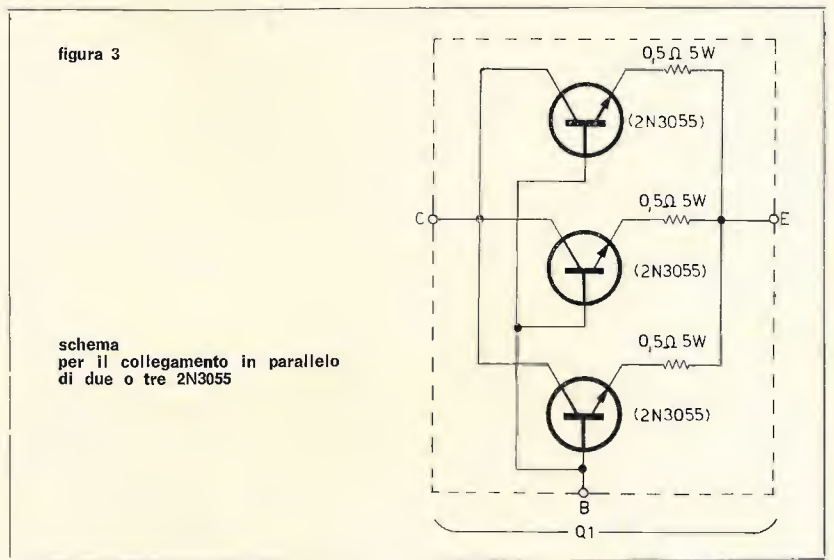 figura 3
schema
per il collegamento in parallelo
di due o tre 2N3055
0,5Ω 5W
(2N3055)
0,5Ω 5W
C
E
(2N3055)
0,5Ω 5W
(2N3055)
B
Q1